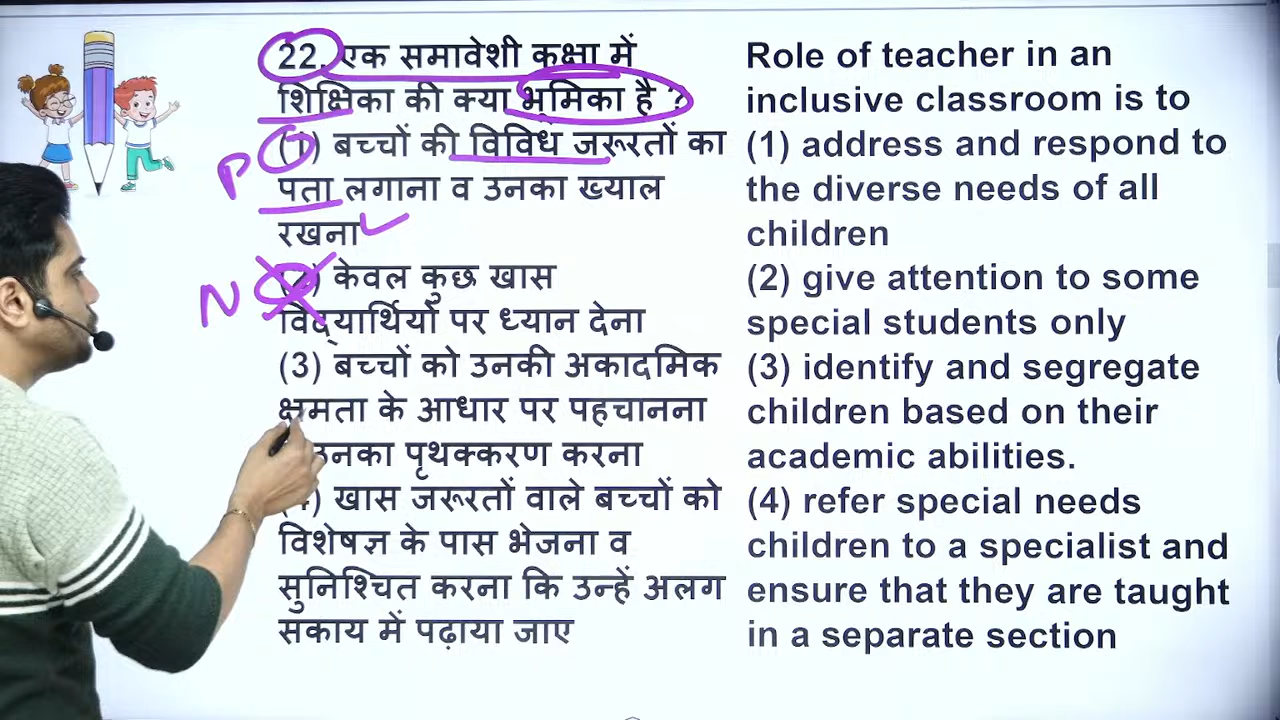 22. एक समावेशी कक्षा में
शिक्षिका की क्या भूमिका है ?
(1) बच्चों की विविध जरूरतों का
पता लगाना व उनका ख्याल
रखना
केवल कुछ खास
विद्यार्थियों पर ध्यान देना
(3) बच्चों को उनकी अकादमिक
क्षमता के आधार पर पहचानना
उनका पृथक्करण करना
खास जरूरतों वाले बच्चों को
विशेषज्ञ के पास भेजना व
सुनिश्चित करना कि उन्हें अलग
सकाय में पढ़ाया जाए
P
N
Role of teacher in an
inclusive classroom is to
(1) address and respond to
the diverse needs of all
children
(2) give attention to some
special students only
(3) identify and segregate
children based on their
academic abilities.
(4) refer special needs
children to a specialist and
ensure that they are taught
in a separate section